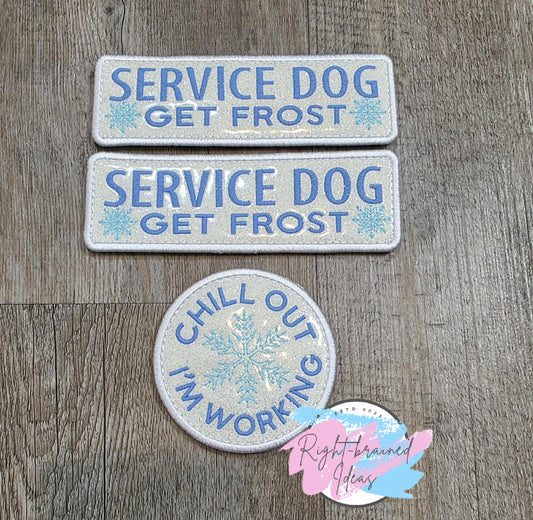 SERVICE DOG
GET FROST
SERVICE DOG
GET FROST
CHILL OUT
I'M WORKING
Right-brained
Ideas